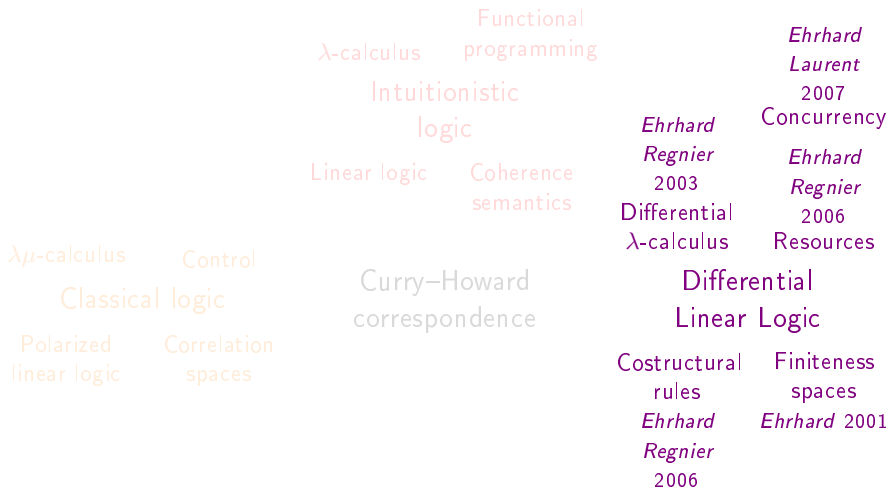 Functional
programming
λ-calculus
Intuitionistic
logic
Linear logic
Coherence
semantics
λμ-calculus
Control
Classical logic
Polarized
linear logic
Correlation
spaces
Curry–Howard
correspondence
Ehrhard
Laurent
2007
Concurrency
Ehrhard
Regnier
2003
Differential
λ-calculus
Ehrhard
Regnier
2006
Resources
Differential
Linear Logic
Costructural
rules
Ehrhard
Regnier
2006
Finiteness
spaces
Ehrhard 2001